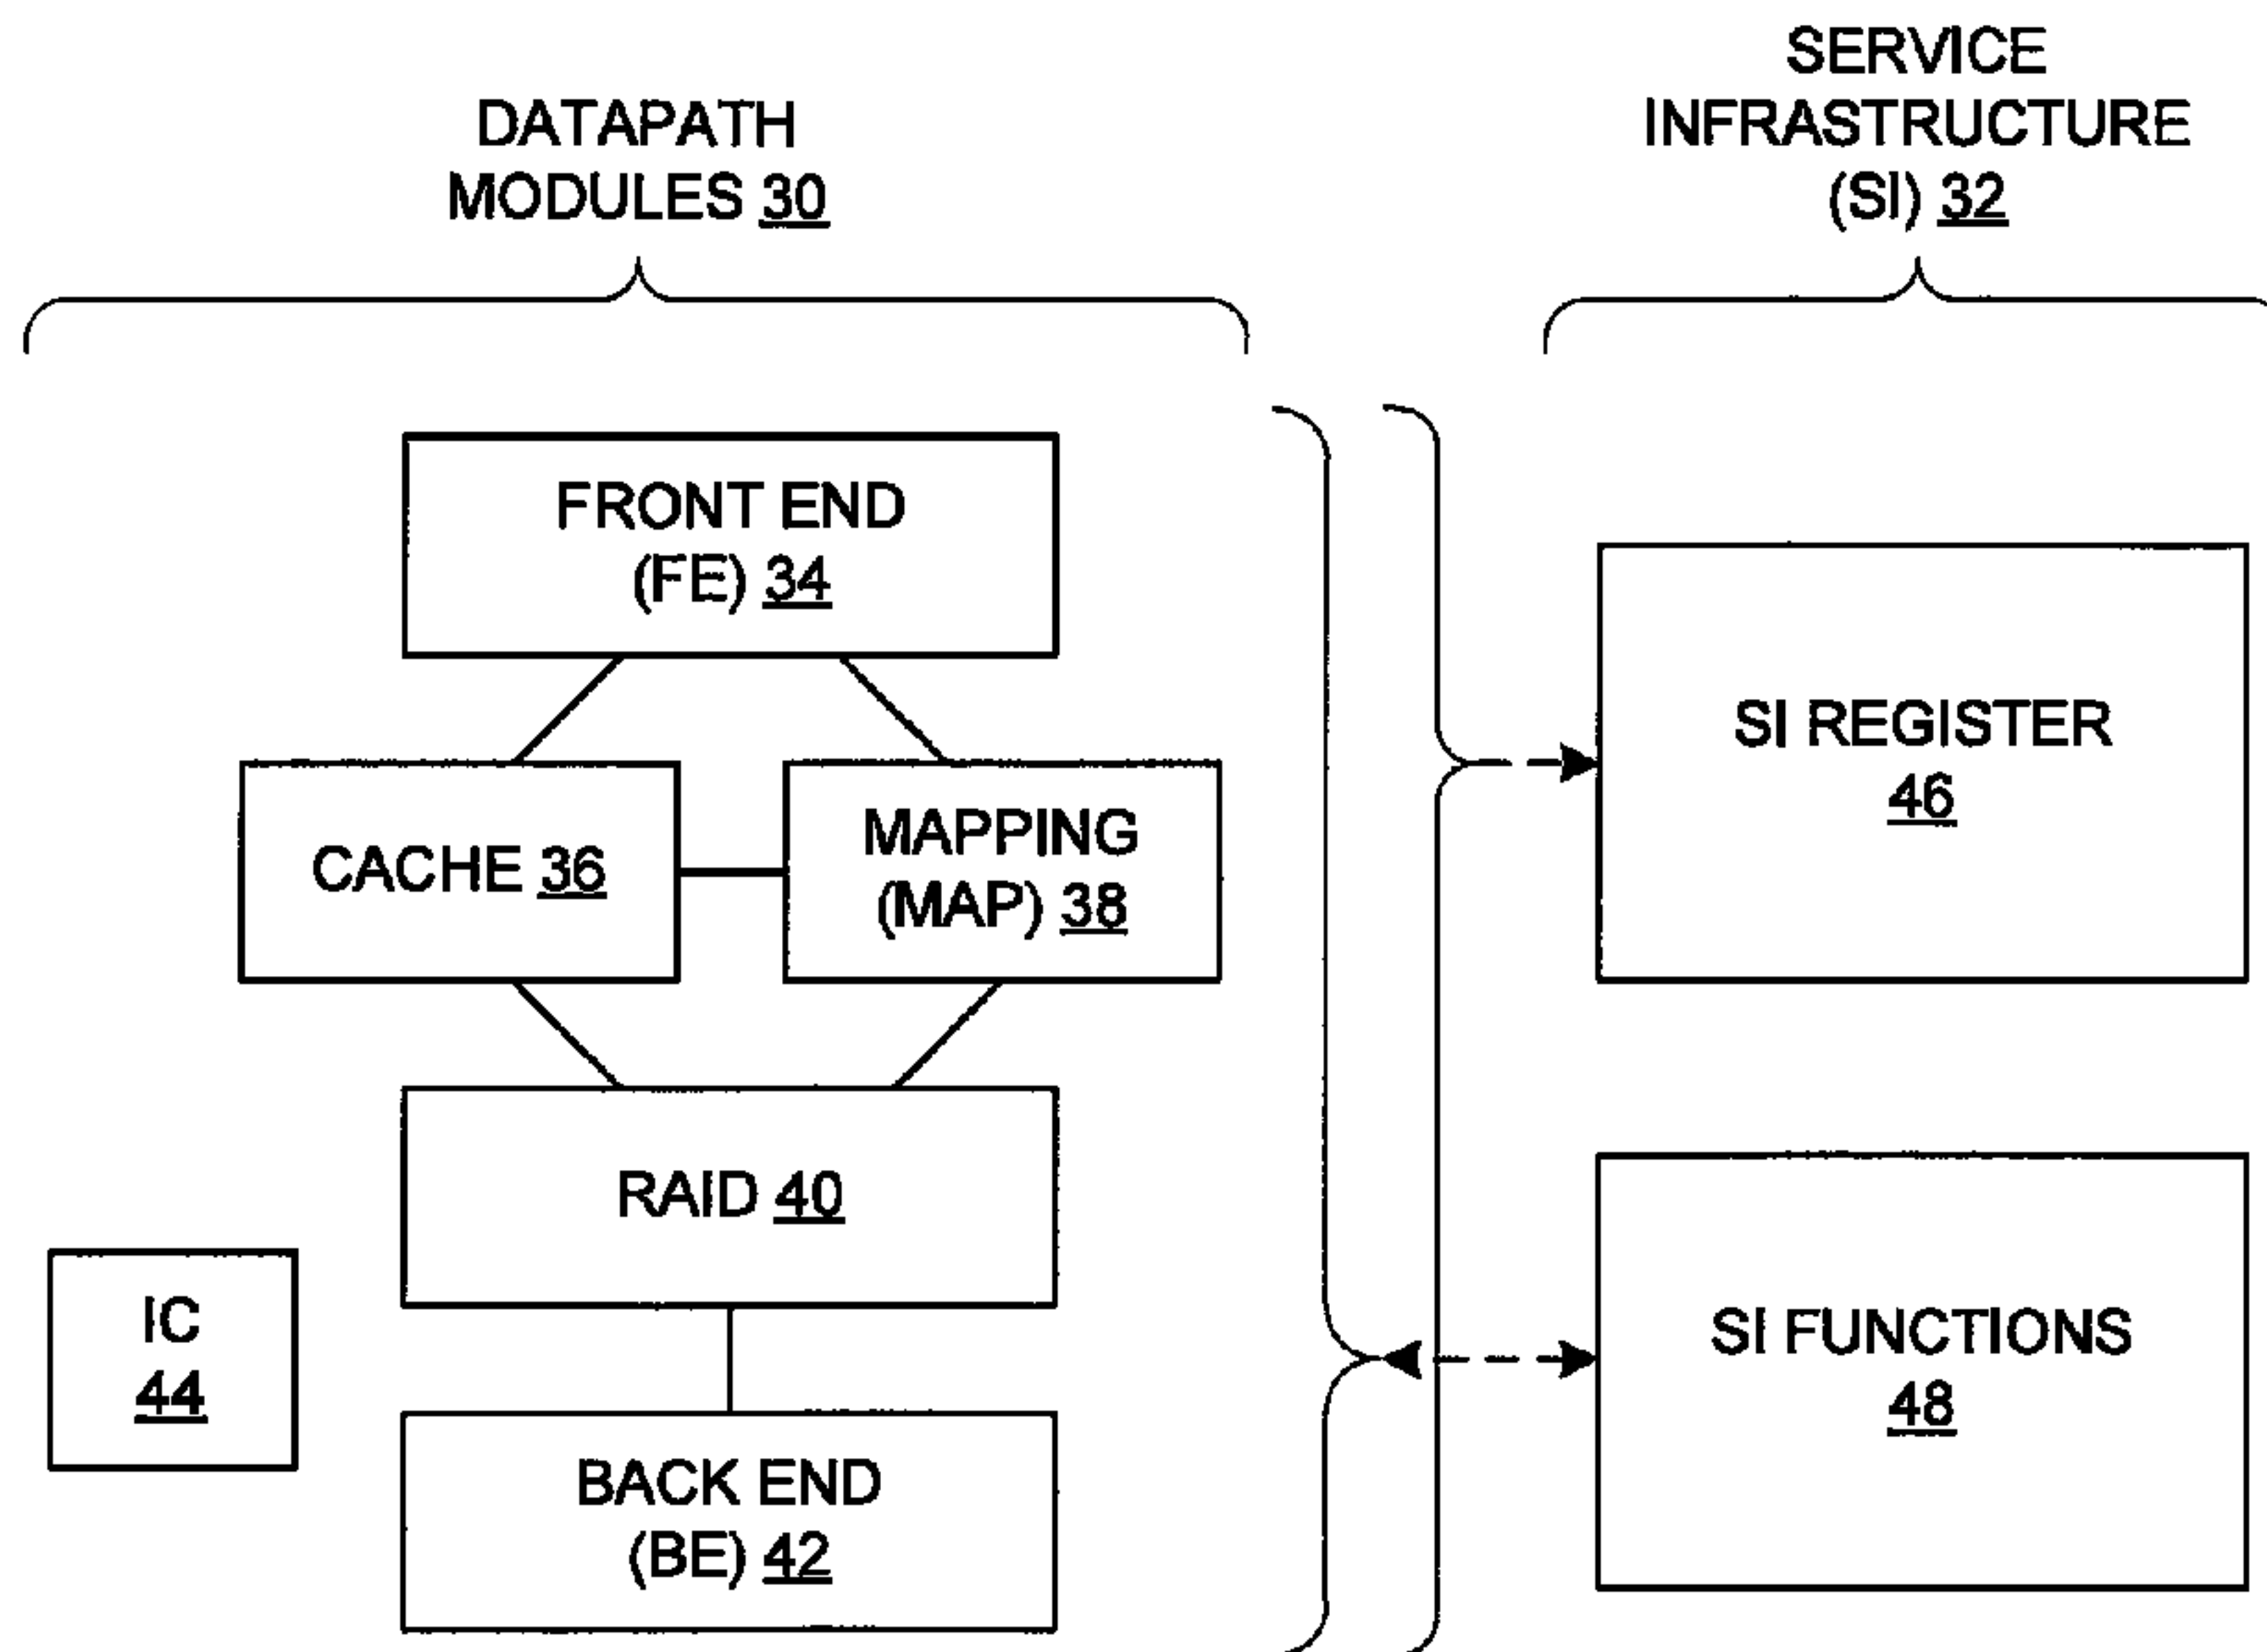 DATAPATH
MODULES 30
SERVICE
INFRASTRUCTURE
(SI) 32
FRONT END
(FE) 34
CACHE 36
MAPPING
(MAP) 38
RAID 40
IC
44
BACK END
(BE) 42
SI REGISTER
46
SI FUNCTIONS
48